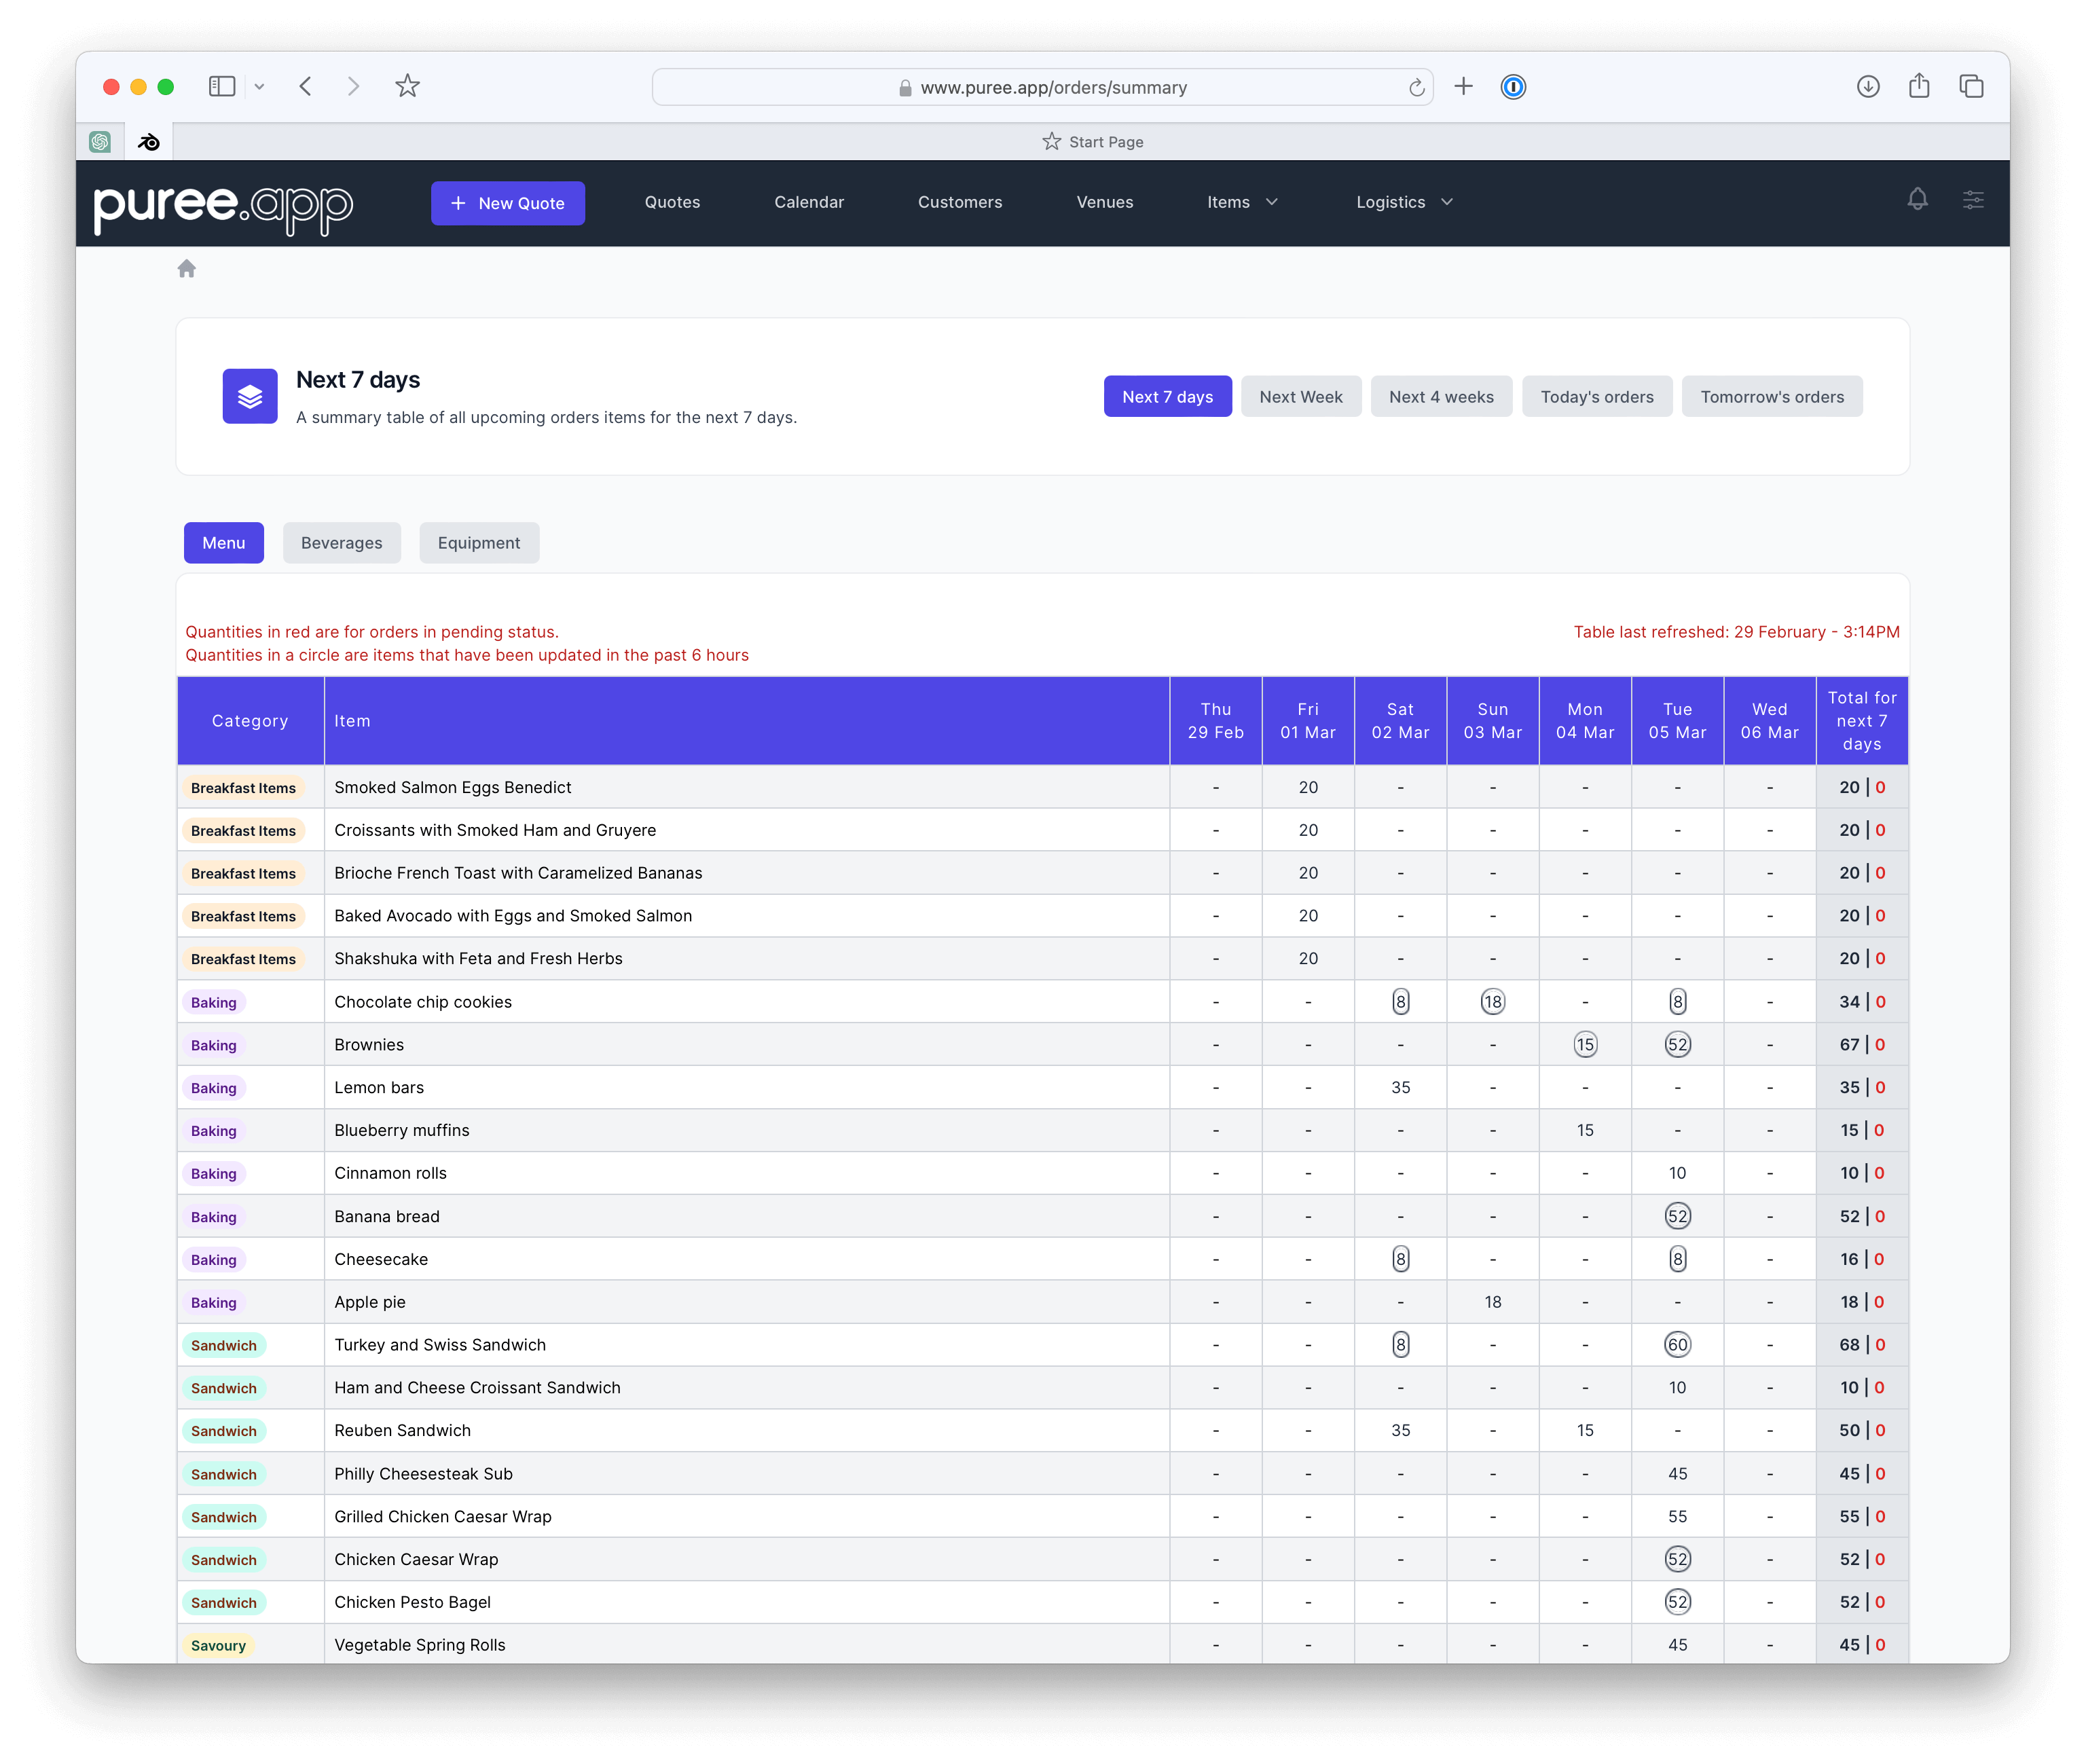 www.puree.app/orders/summary
Start Page
puree.app
+ New Quote
Quotes
Calendar
Customers
Venues
Items
Logistics
Next 7 days
A summary table of all upcoming orders items for the next 7 days.
Next 7 days
Next Week
Next 4 weeks
Today's orders
Tomorrow's orders
Menu
Beverages
Equipment
Quantities in red are for orders in pending status.
Table last refreshed: 29 February - 3:14PM
Quantities in a circle are items that have been updated in the past 6 hours
Category Item Thu 29 Feb Fri 01 Mar Sat 02 Mar Sun 03 Mar Mon 04 Mar Tue 05 Mar Wed 06 Mar Total for next 7 days
Breakfast Items Smoked Salmon Eggs Benedict - 20 - - - - - 20 | 0
Breakfast Items Croissants with Smoked Ham and Gruyere - 20 - - - - - 20 | 0
Breakfast Items Brioche French Toast with Caramelized Bananas - 20 - - - - - 20 | 0
Breakfast Items Baked Avocado with Eggs and Smoked Salmon - 20 - - - - - 20 | 0
Breakfast Items Shakshuka with Feta and Fresh Herbs - 20 - - - - - 20 | 0
Baking Chocolate chip cookies - - 8 18 - 8 - 34 | 0
Baking Brownies - - - - 15 52 - 67 | 0
Baking Lemon bars - - 35 - - - - 35 | 0
Baking Blueberry muffins - - - - 15 - - 15 | 0
Baking Cinnamon rolls - - - - - 10 - 10 | 0
Baking Banana bread - - - - - 52 - 52 | 0
Baking Cheesecake - - 8 - - 8 - 16 | 0
Baking Apple pie - - - 18 - - - 18 | 0
Sandwich Turkey and Swiss Sandwich - - 8 - - 60 - 68 | 0
Sandwich Ham and Cheese Croissant Sandwich - - - - - 10 - 10 | 0
Sandwich Reuben Sandwich - - 35 - 15 - - 50 | 0
Sandwich Philly Cheesesteak Sub - - - - - 45 - 45 | 0
Sandwich Grilled Chicken Caesar Wrap - - - - - 55 - 55 | 0
Sandwich Chicken Caesar Wrap - - - - - 52 - 52 | 0
Sandwich Chicken Pesto Bagel - - - - - 52 - 52 | 0
Savoury Vegetable Spring Rolls - - - - - 45 - 45 | 0